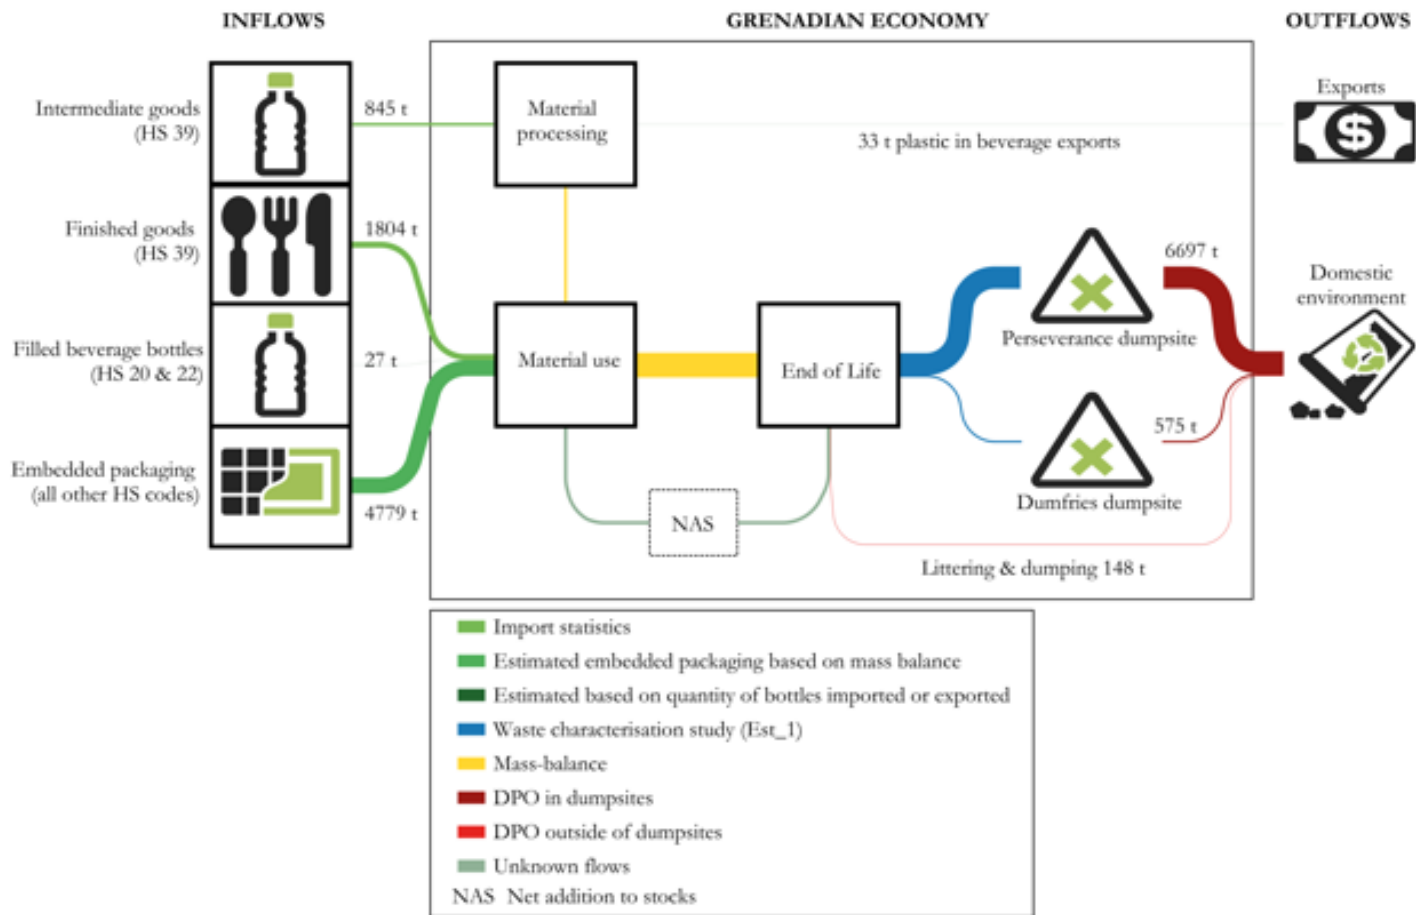 INFLOWS
GRENADIAN ECONOMY
OUTFLOWS
Intermediate goods
(HS 39)
845 t
Material
processing
33 t plastic in beverage exports
Exports
Finished goods
(HS 39)
1804 t
Filled beverage bottles
(HS 20 & 22)
27 t
Material use
End of Life
Perseverance dumpsite
6697 t
Domestic
environment
Embedded packaging
(all other HS codes)
4779 t
NAS
575 t
Dumfries dumpsite
Littering & dumping 148 t
Import statistics
Estimated embedded packaging based on mass balance
Estimated based on quantity of bottles imported or exported
Waste characterisation study (Est_1)
Mass-balance
DPO in dumpsites
DPO outside of dumpsites
Unknown flows
NAS Net addition to stocks